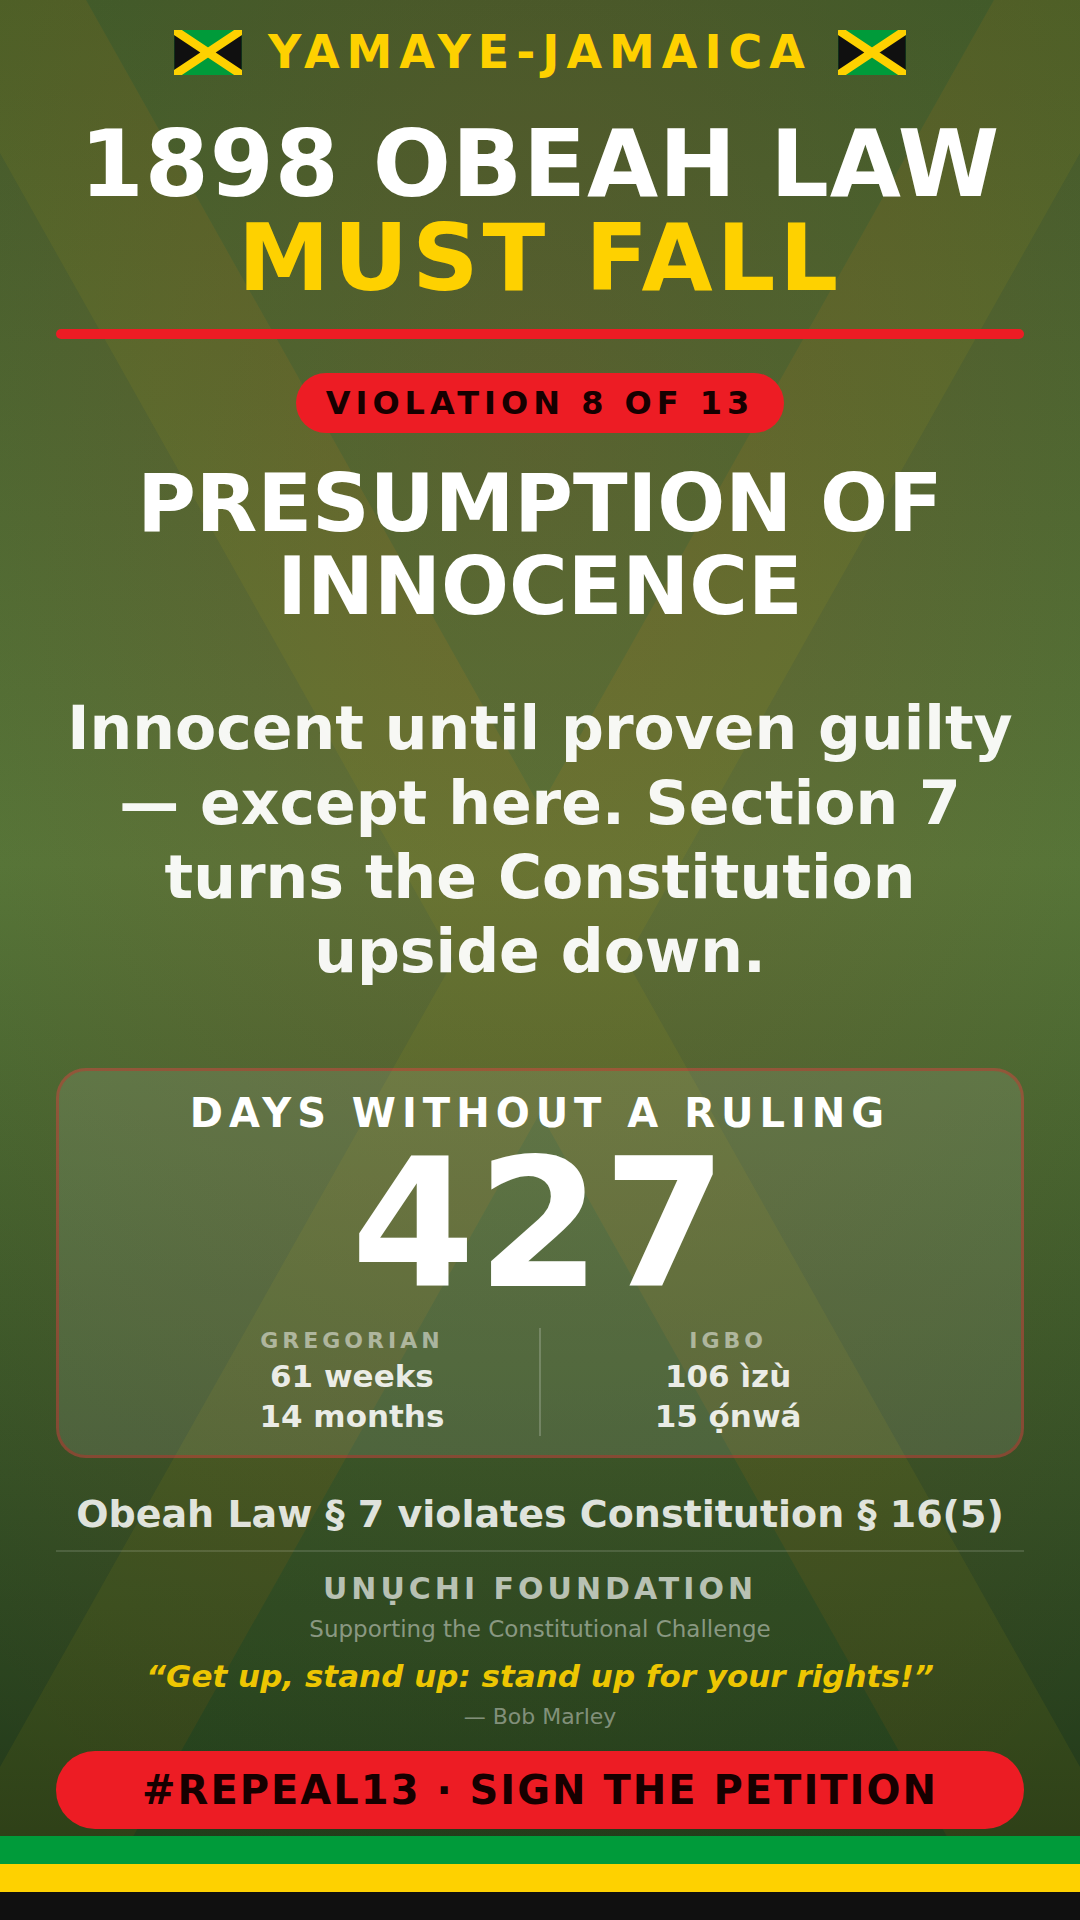 YAMAYE-JAMAICA
1898 OBEAH LAW
MUST FALL
VIOLATION 8 OF 13
PRESUMPTION OF
INNOCENCE
Innocent until proven guilty
— except here. Section 7
turns the Constitution
upside down.
DAYS WITHOUT A RULING
427
GREGORIAN
61 weeks
14 months
IGBO
106 ìzù
15 ọ́nwá
Obeah Law § 7 violates Constitution § 16(5)
UNỤCHI FOUNDATION
Supporting the Constitutional Challenge
“Get up, stand up: stand up for your rights!”
— Bob Marley
#REPEAL13 · SIGN THE PETITION